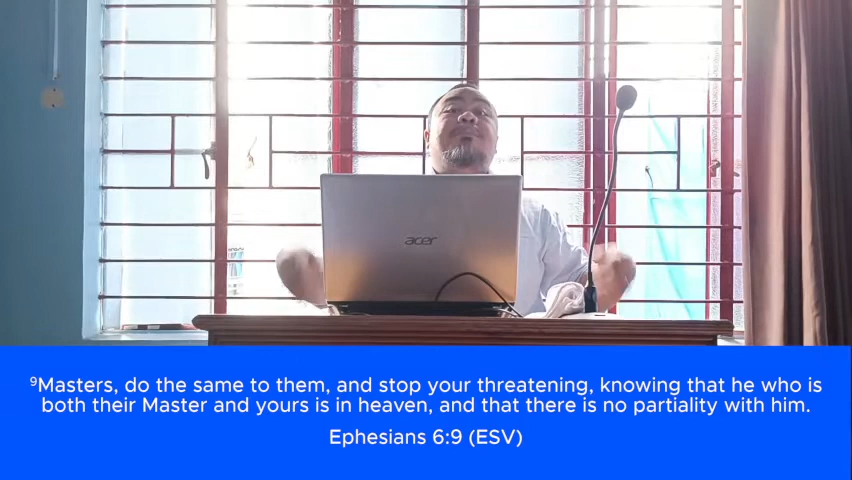 acer
⁹Masters, do the same to them, and stop your threatening, knowing that he who is
both their Master and yours is in heaven, and that there is no partiality with him.
Ephesians 6:9 (ESV)